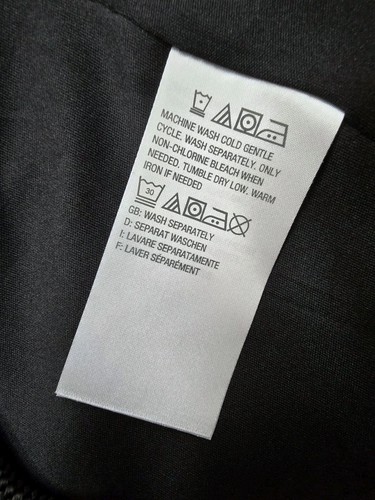 MACHINE WASH COLD GENTLE
CYCLE. WASH SEPARATELY. ONLY
NON-CHLORINE BLEACH WHEN
NEEDED. TUMBLE DRY LOW. WARM
IRON IF NEEDED
30
GB: WASH SEPARATELY
D: SEPARAT WASCHEN
I: LAVARE SEPARATAMENTE
F: LAVER SÉPARÉMENT